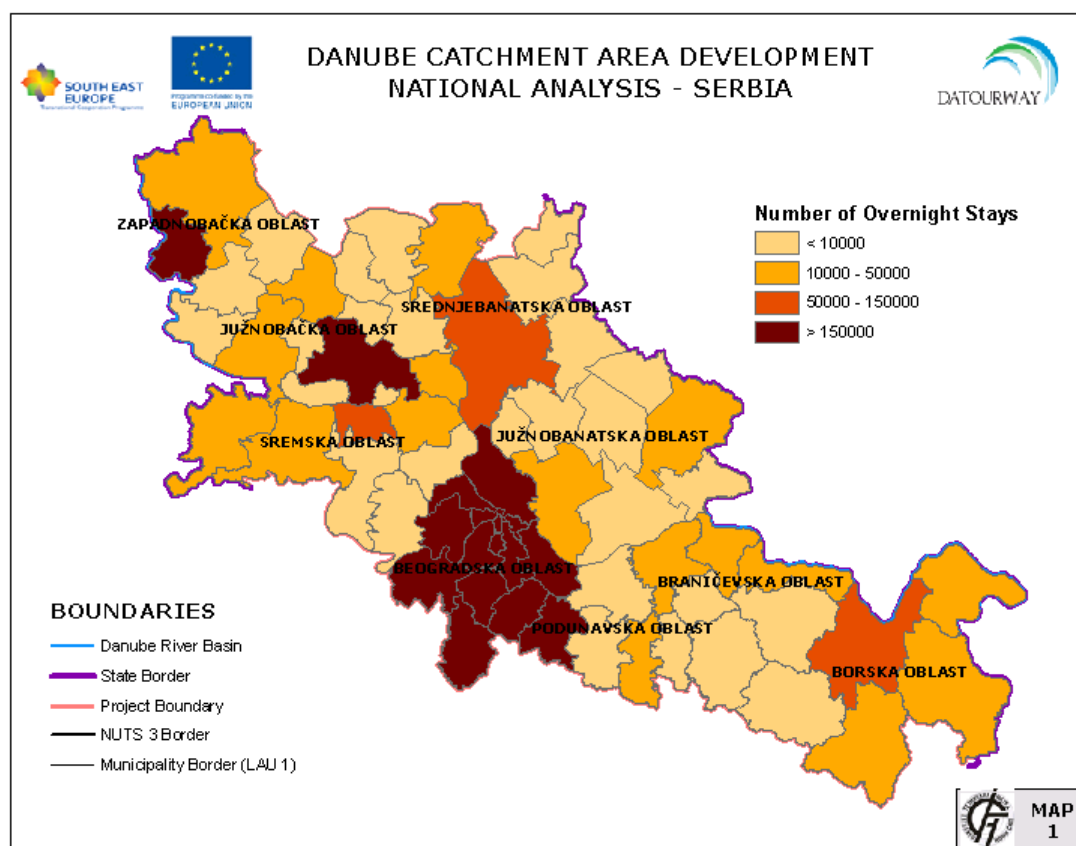 SOUTH EAST
EUROPE
EUROPEAN UNION
DANUBE CATCHMENT AREA DEVELOPMENT
NATIONAL ANALYSIS - SERBIA
DATOURWAY
ZAPADNOBAČKA OBLAST
SREDNJEBANATSKA OBLAST
JUŽNOBAČKA OBLAST
SREMSKA OBLAST
JUŽNOBANATSKA OBLAST
BEOGRADSKA OBLAST
BRANIČEVSKA OBLAST
PODUNAVSKA OBLAST
BORSKA OBLAST
Number of Overnight Stays
< 10000
10000 - 50000
50000 - 150000
> 150000
BOUNDARIES
Danube River Basin
State Border
Project Boundary
NUTS 3 Border
Municipality Border (LAU 1)
MAP
1